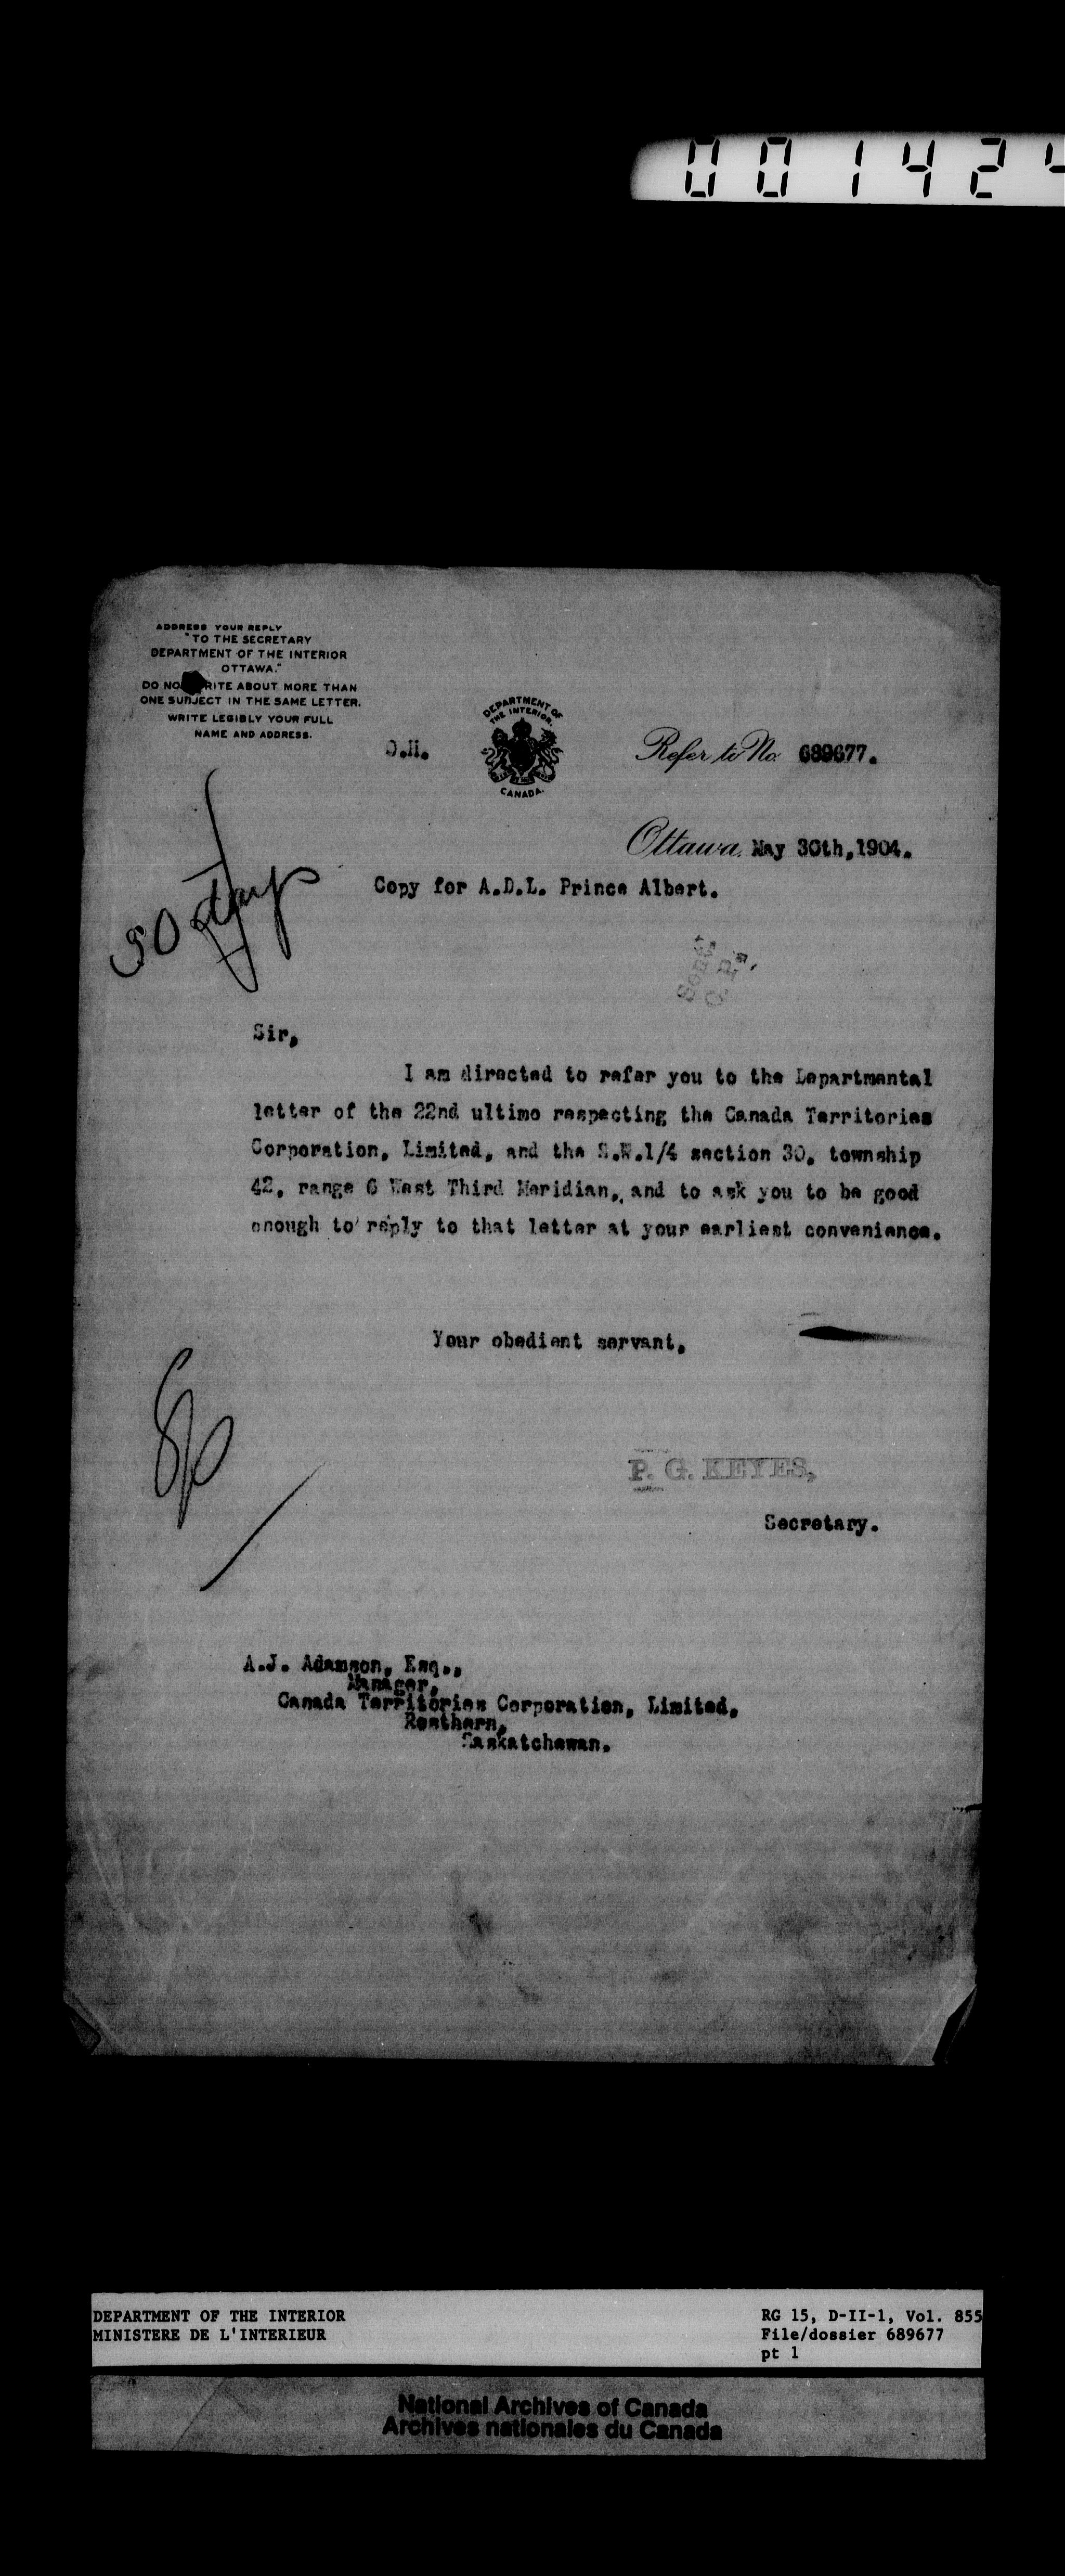 001424
ADDRESS YOUR REPLY
"TO THE SECRETARY
DEPARTMENT OF THE INTERIOR
OTTAWA."
DO NO RITE ABOUT MORE THAN
ONE SUBJECT IN THE SAME LETTER.
WRITE LEGIBLY YOUR FULL
NAME AND ADDRESS.
DEPARTMENT OF
THE INTERIOR.
CANADA.
Refer to No. 689677.
Ottawa, May 30th, 1904.
30 days
Copy for A.D.L. Prince Albert.
Sir,
I am directed to refer you to the Departmental
letter of the 22nd ultimo respecting the Canada Territories
Corporation, Limited, and the S.W.1/4 section 30, township
42, range 6 West Third Meridian, and to ask you to be good
enough to reply to that letter at your earliest convenience.
Your obedient servant,
P. G. KEYES,
Secretary.
A.J. Adamson, Esq.,
Manager,
Canada Territories Corporation, Limited,
Rosthern,
Saskatchewan.
DEPARTMENT OF THE INTERIOR
MINISTERE DE L'INTERIEUR
RG 15, D-II-1, Vol. 855
File/dossier 689677
pt 1
National Archives of Canada
Archives nationales du Canada